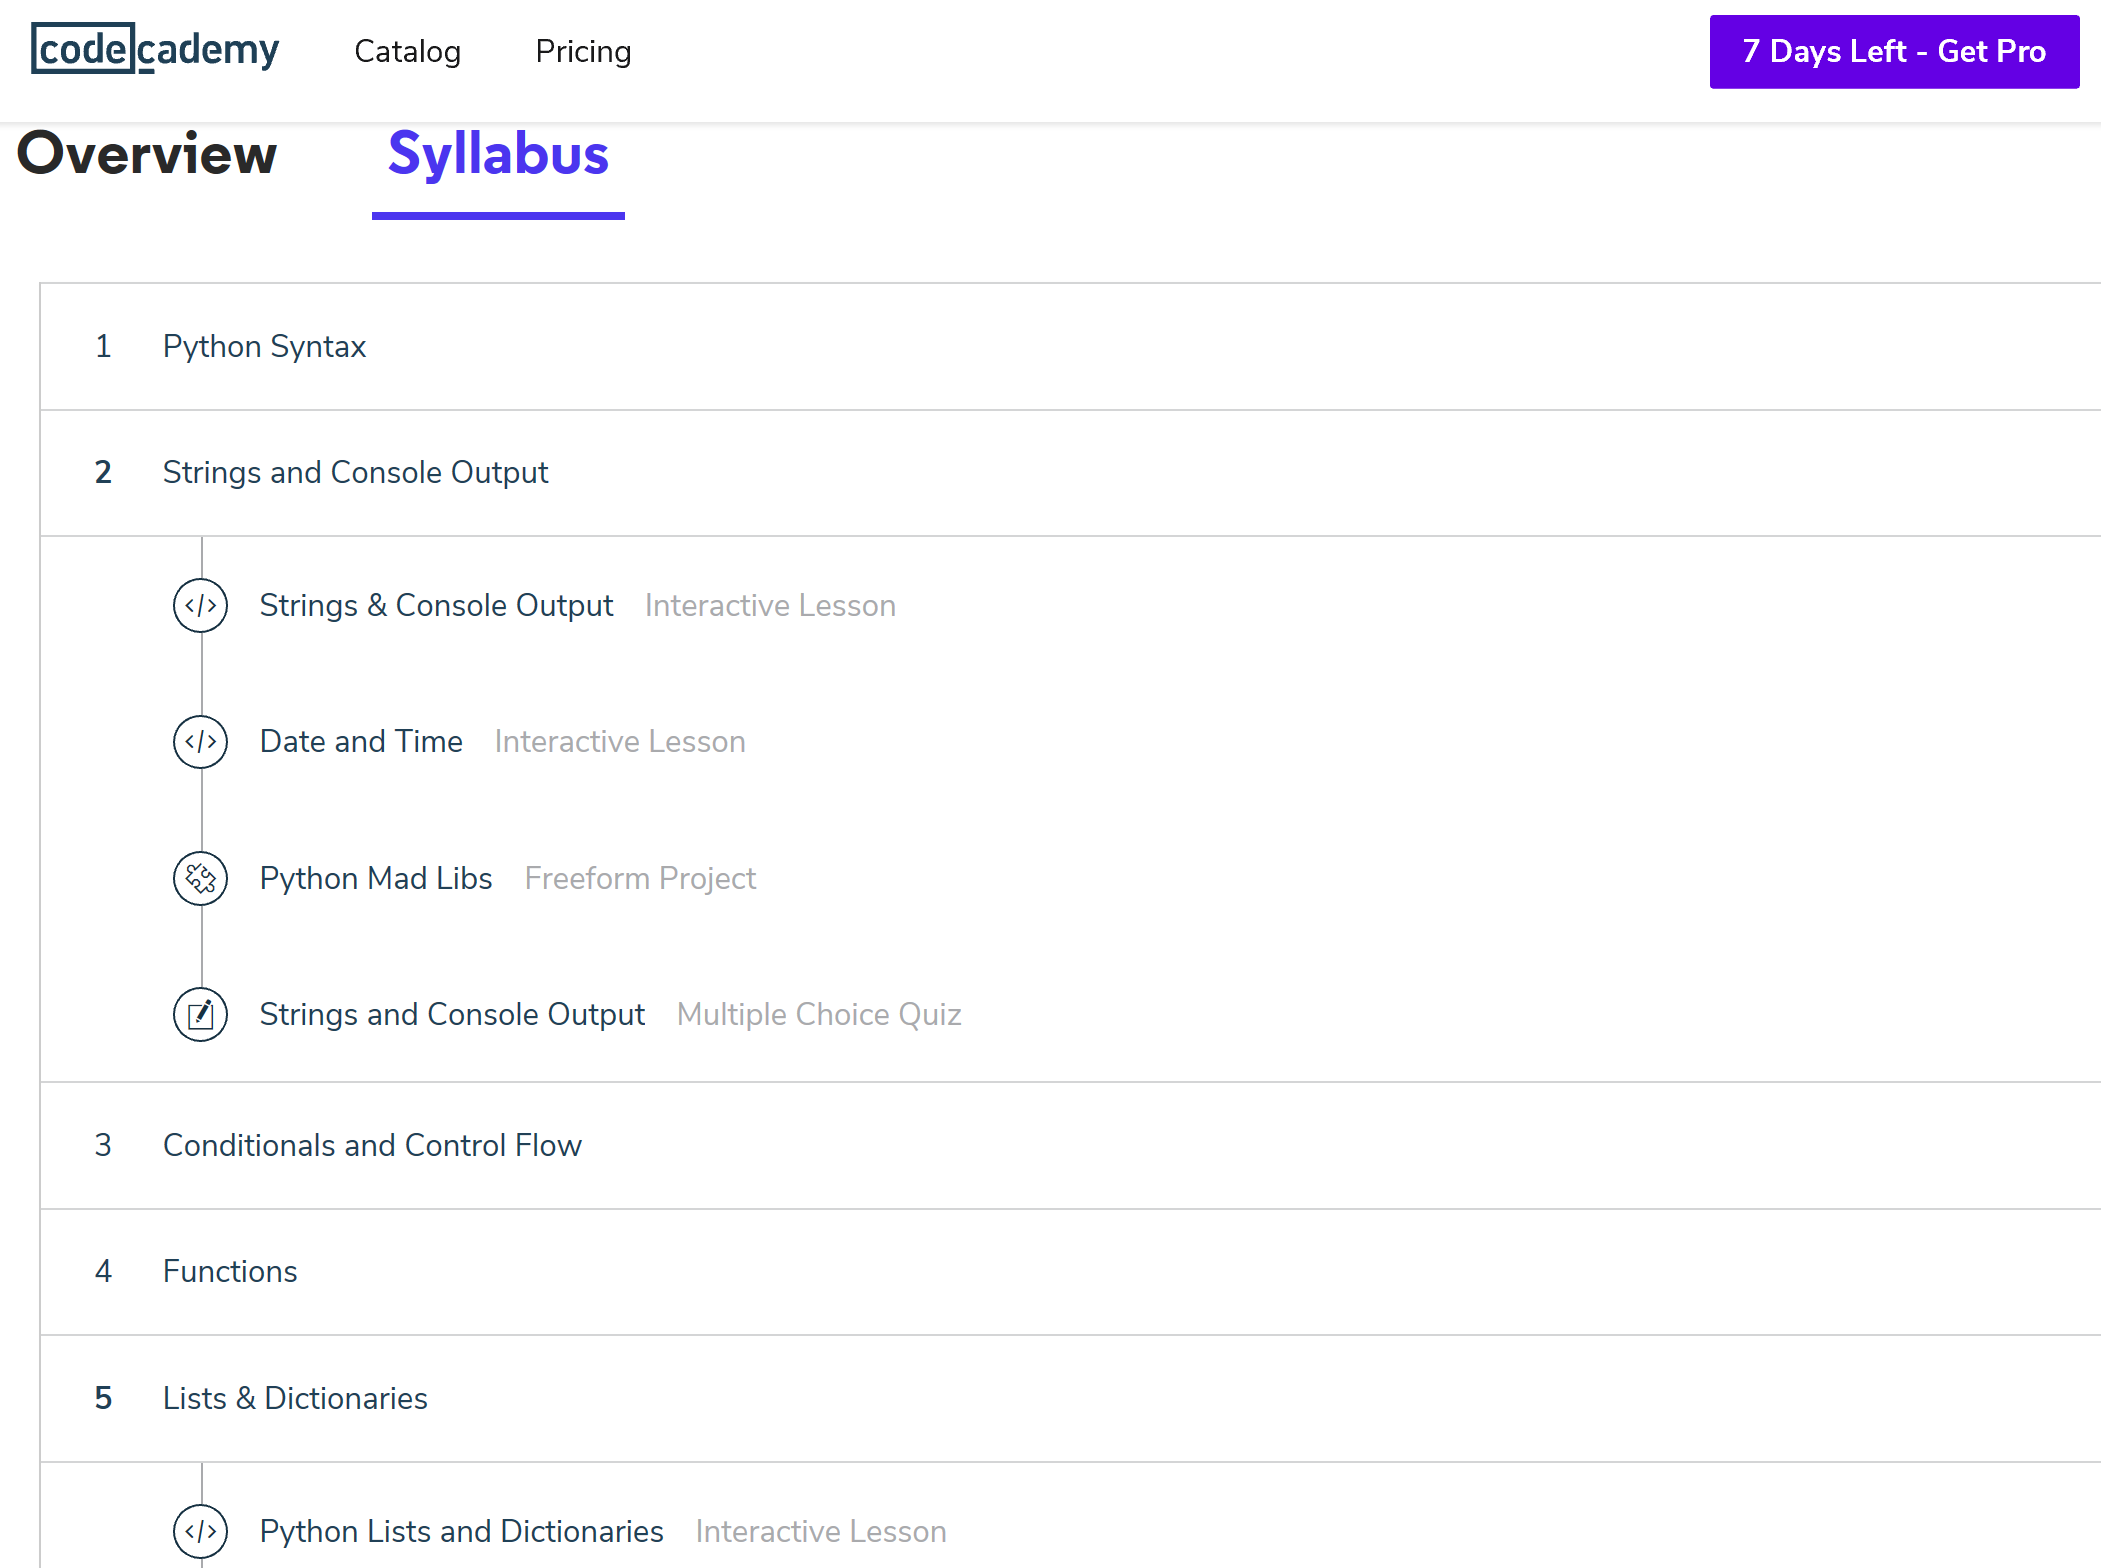 codecademy Catalog Pricing 7 Days Left - Get Pro
Overview Syllabus
1 Python Syntax
2 Strings and Console Output
</> Strings & Console Output Interactive Lesson
</> Date and Time Interactive Lesson
Python Mad Libs Freeform Project
Strings and Console Output Multiple Choice Quiz
3 Conditionals and Control Flow
4 Functions
5 Lists & Dictionaries
</> Python Lists and Dictionaries Interactive Lesson